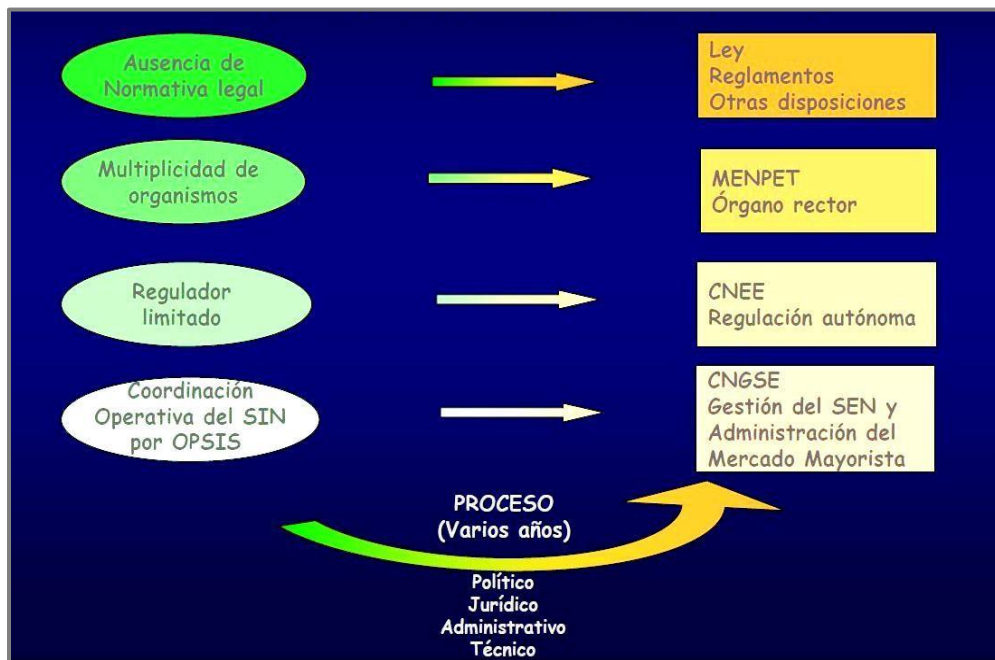 Ausencia de
Normativa legal
Ley
Reglamentos
Otras disposiciones
Multiplicidad de
organismos
MENPET
Órgano rector
Regulador
limitado
CNEE
Regulación autónoma
Coordinación
Operativa del SIN
por OPSIS
CNGSE
Gestión del SEN y
Administración del
Mercado Mayorista
PROCESO
(Varios años)
Político
Jurídico
Administrativo
Técnico